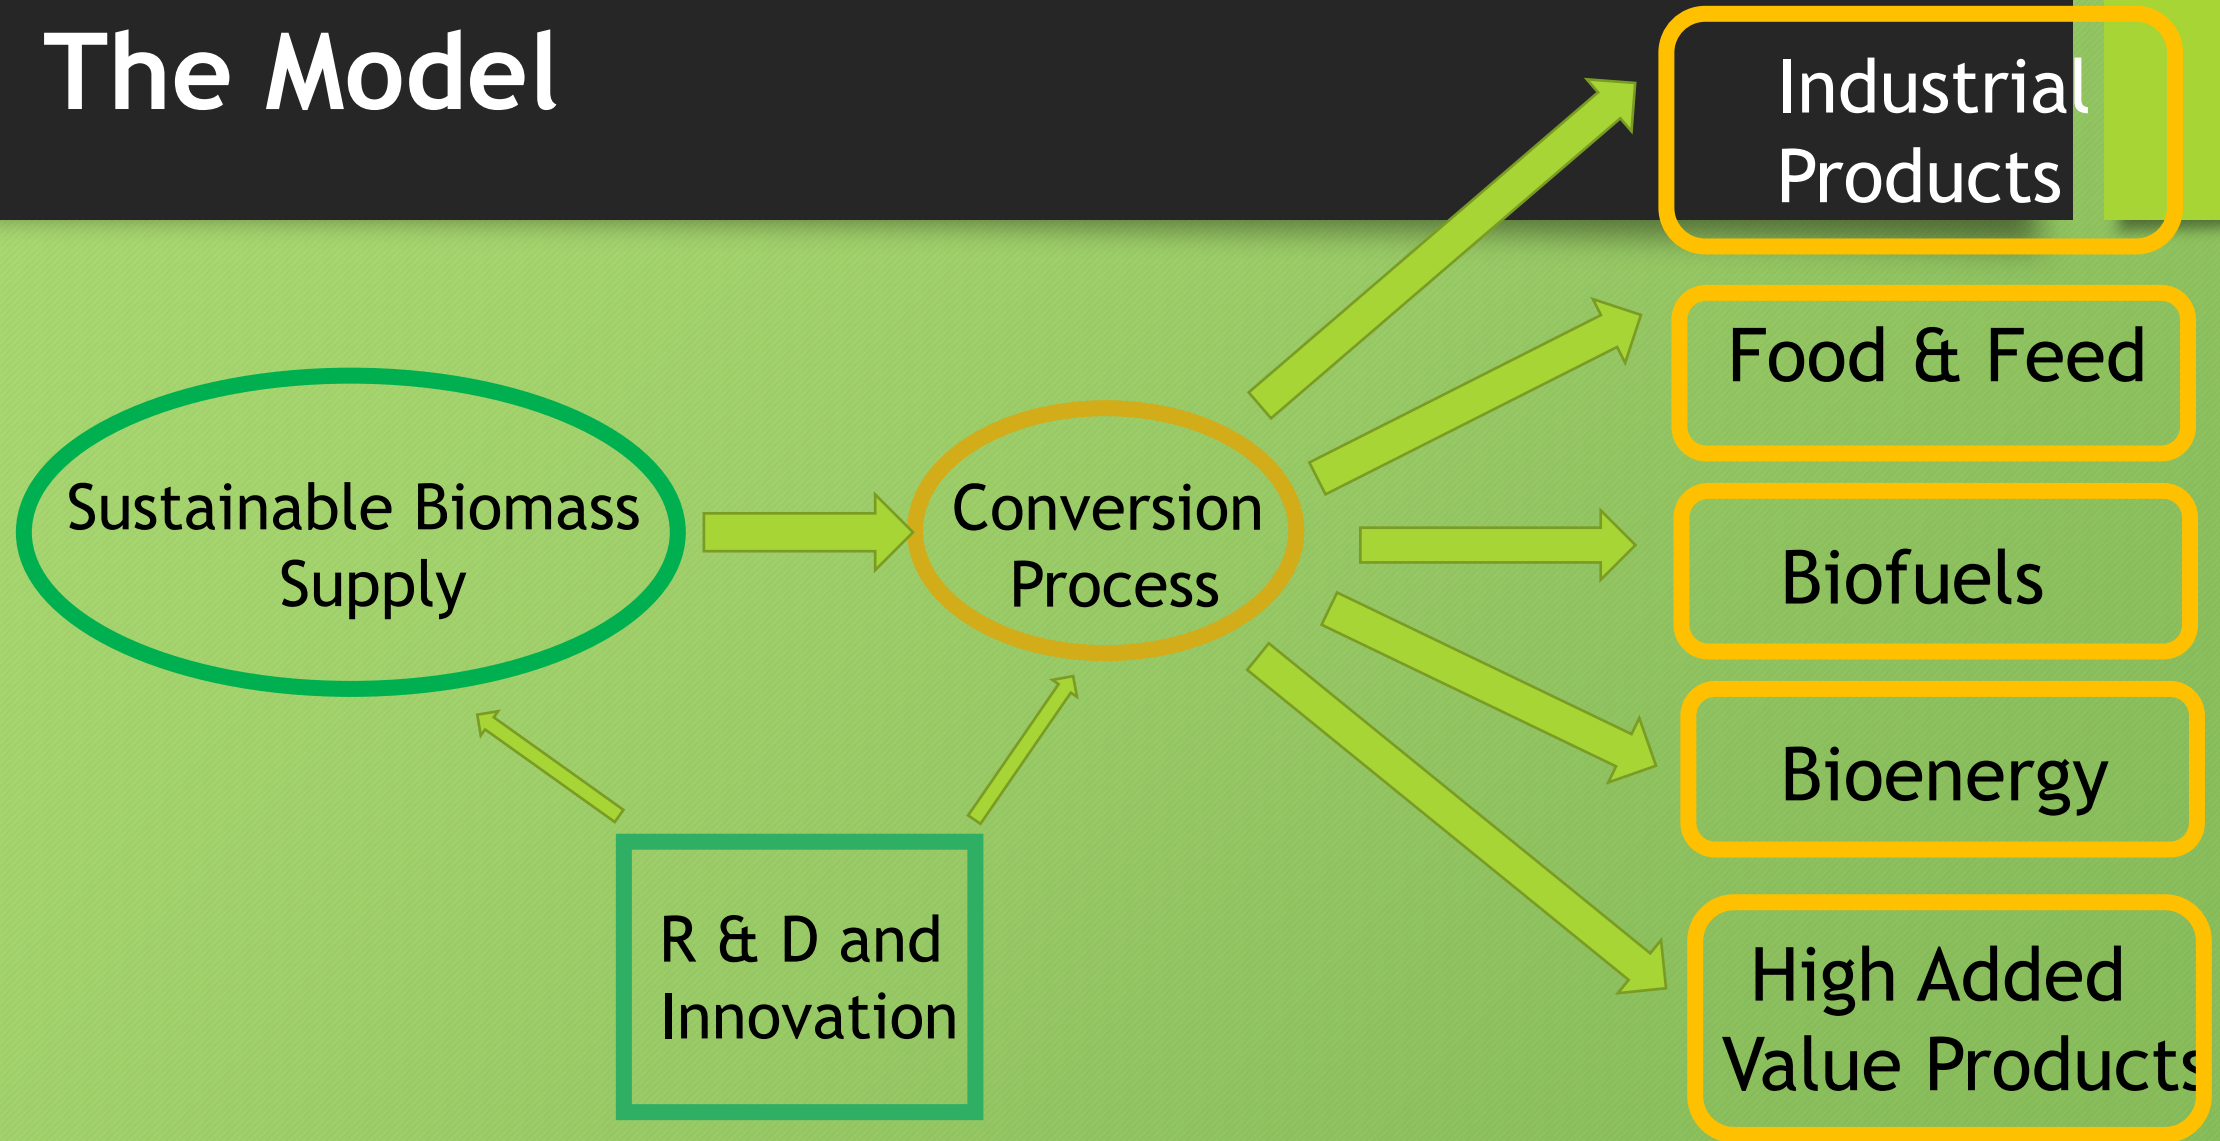 The Model
Industrial
Products
Food & Feed
Sustainable Biomass
Supply
Conversion
Process
Biofuels
Bioenergy
R & D and
Innovation
High Added
Value Products